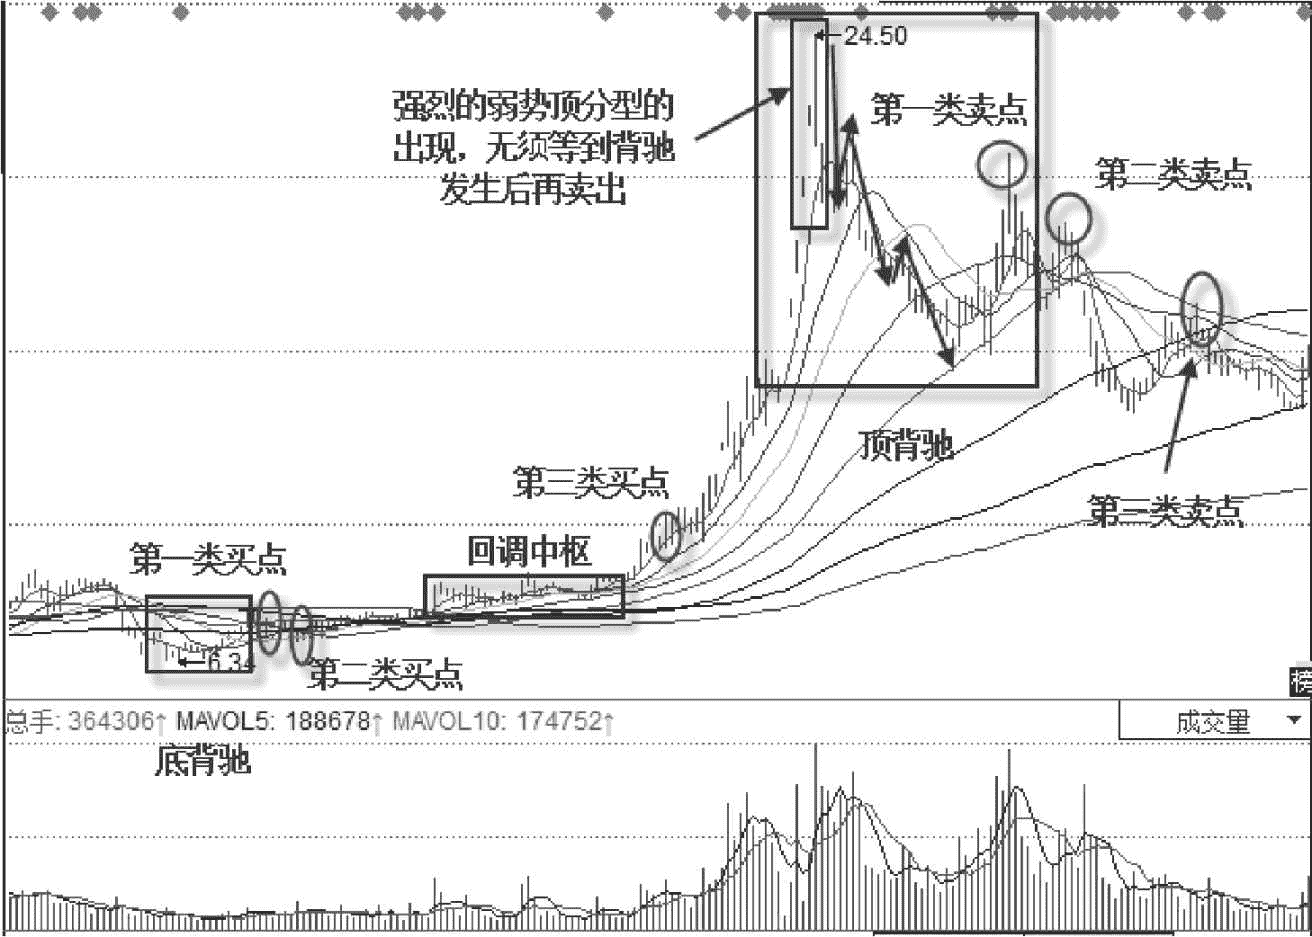 24.50
强烈的弱势顶分型的
出现，无须等到背驰
发生后再卖出
第一类卖点
第二类卖点
顶背驰
第三类买点
第三类卖点
回调中枢
第一类买点
6.34
第二类买点
榜
总手: 364306↑ MAVOL5: 188678↑ MAVOL10: 174752↑
成交量
底背驰